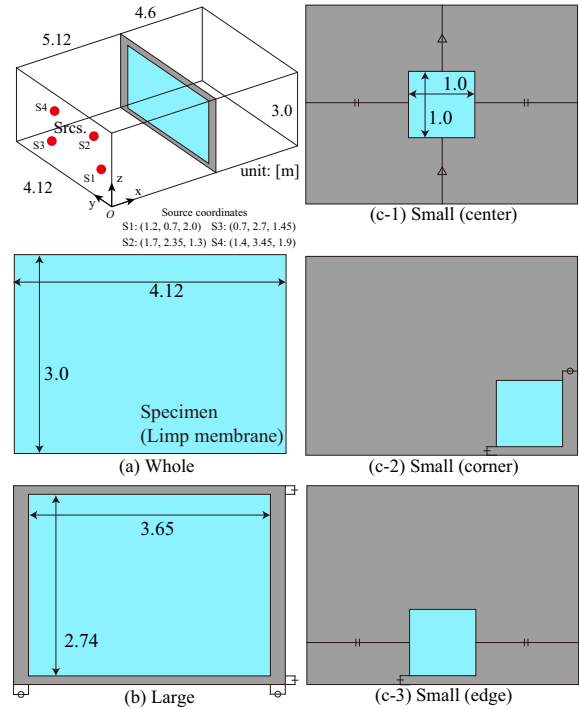 4.6
5.12
3.0
S4
Srcs.
S3
S2
S1
4.12
unit: [m]
z
y
x
O
Source coordinates
S1: (1.2, 0.7, 2.0) S3: (0.7, 2.7, 1.45)
S2: (1.7, 2.35, 1.3) S4: (1.4, 3.45, 1.9)
1.0
1.0
(c-1) Small (center)
4.12
3.0
Specimen
(Limp membrane)
(a) Whole
(c-2) Small (corner)
3.65
2.74
(b) Large
(c-3) Small (edge)